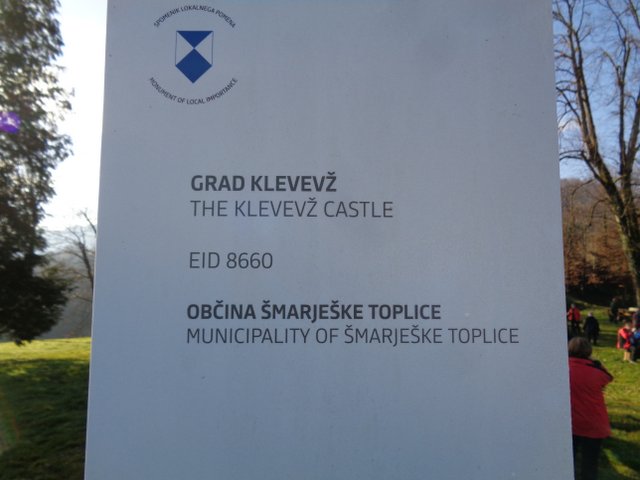 SPOMENIK LOKALNEGA POMENA
MONUMENT OF LOCAL IMPORTANCE
GRAD KLEVEVŽ
THE KLEVEVŽ CASTLE
EID 8660
OBČINA ŠMARJEŠKE TOPLICE
MUNICIPALITY OF ŠMARJEŠKE TOPLICE